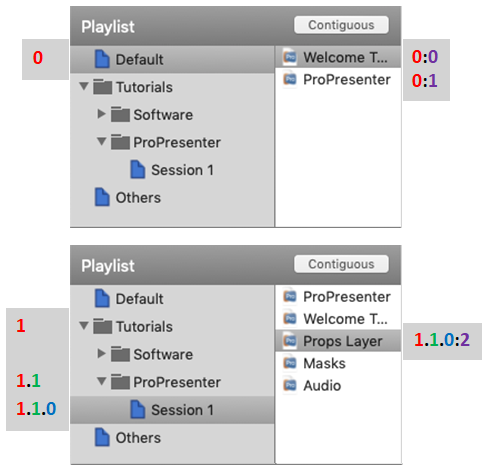 Playlist Contiguous
0 Default Welcome T... 0:0
Tutorials ProPresenter 0:1
Software
ProPresenter
Session 1
Others
Playlist Contiguous
Default ProPresenter
1 Tutorials Welcome T...
Software Props Layer 1.1.0:2
1.1 ProPresenter Masks
1.1.0 Session 1 Audio
Others